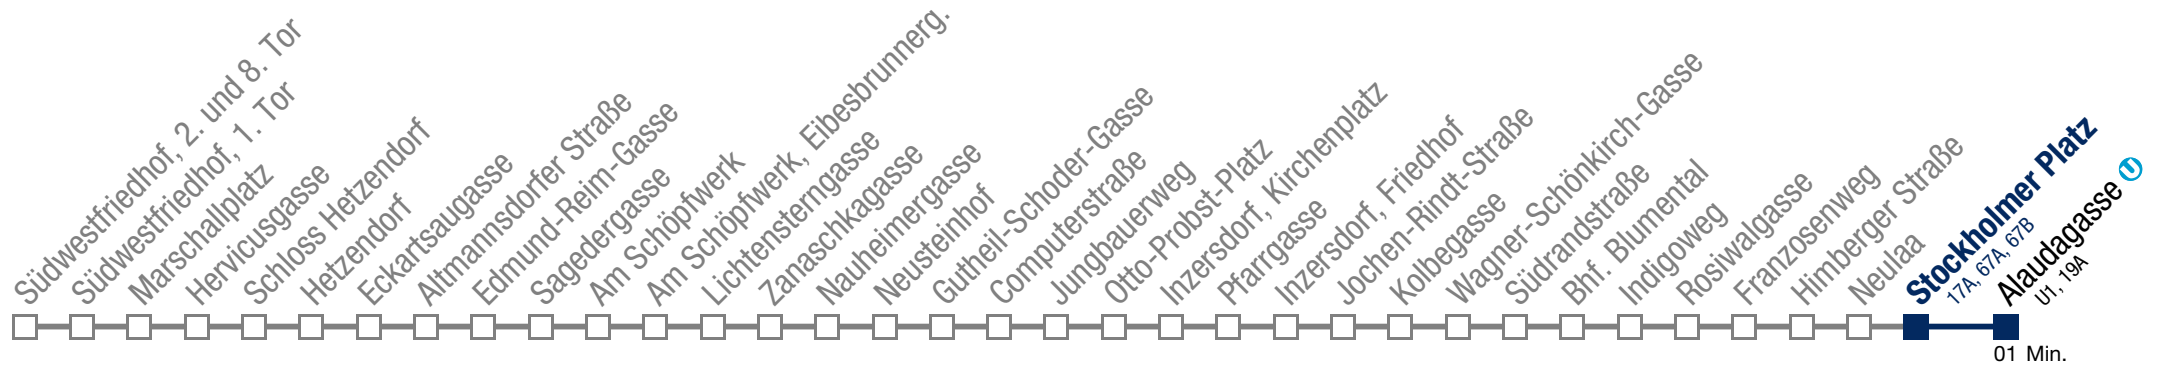 Südwestfriedhof, 2. und 8. Tor
Südwestfriedhof, 1. Tor
Marschallplatz
Hervicusgasse
Schloss Hetzendorf
Hetzendorf
Eckartsaugasse
Altmannsdorfer Straße
Edmund-Reim-Gasse
Sagedergasse
Am Schöpfwerk
Am Schöpfwerk, Eibesbrunnerg.
Lichtensterngasse
Zanaschkagasse
Nauheimergasse
Neusteinhof
Gutheil-Schoder-Gasse
Computerstraße
Jungbauerweg
Otto-Probst-Platz
Inzersdorf, Kirchenplatz
Pfarrgasse
Inzersdorf, Friedhof
Jochen-Rindt-Straße
Kolbegasse
Wagner-Schönkirch-Gasse
Südrandstraße
Bhf. Blumental
Indigoweg
Rosiwalgasse
Franzosenweg
Himberger Straße
Neulaa
Stockholmer Platz
17A, 67A, 67B
Alaudagasse U
U1, 19A
01 Min.